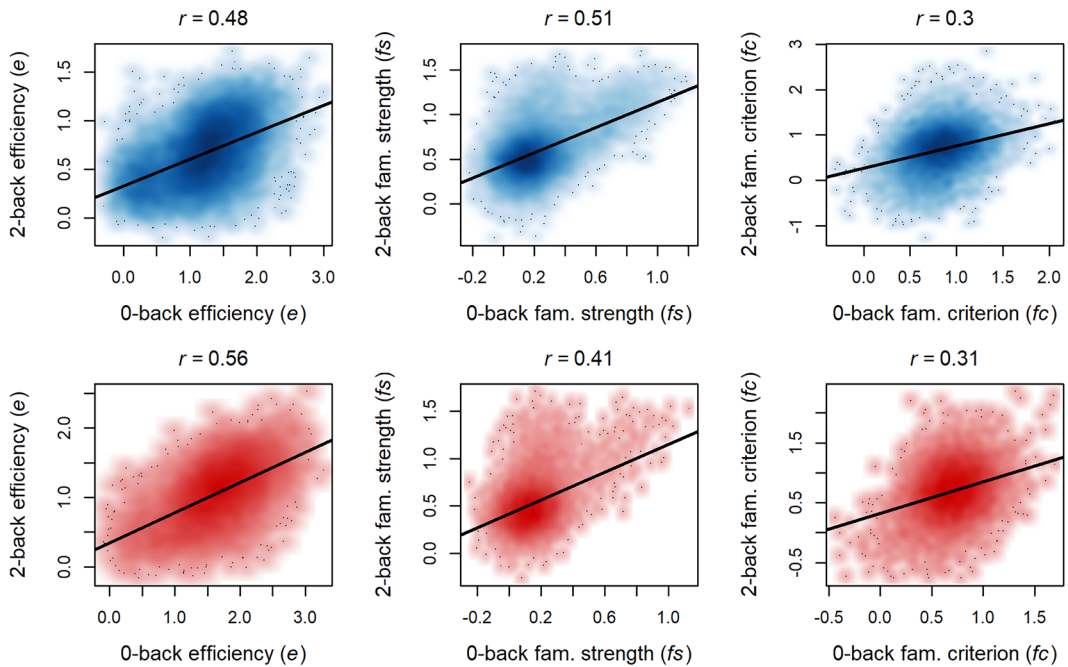 r = 0.48
r = 0.51
r = 0.3
2-back efficiency (e)
0.0 0.5 1.0 1.5
0.0 1.0 2.0 3.0
0-back efficiency (e)
2-back fam. strength (fs)
0.0 0.5 1.0 1.5
-0.2 0.2 0.6 1.0
0-back fam. strength (fs)
2-back fam. criterion (fc)
-1 0 1 2 3
0.0 0.5 1.0 1.5 2.0
0-back fam. criterion (fc)
r = 0.56
r = 0.41
r = 0.31
2-back efficiency (e)
0.0 1.0 2.0
0.0 1.0 2.0 3.0
0-back efficiency (e)
2-back fam. strength (fs)
0.0 0.5 1.0 1.5
-0.2 0.2 0.6 1.0
0-back fam. strength (fs)
2-back fam. criterion (fc)
-0.5 0.5 1.5
-0.5 0.0 0.5 1.0 1.5
0-back fam. criterion (fc)